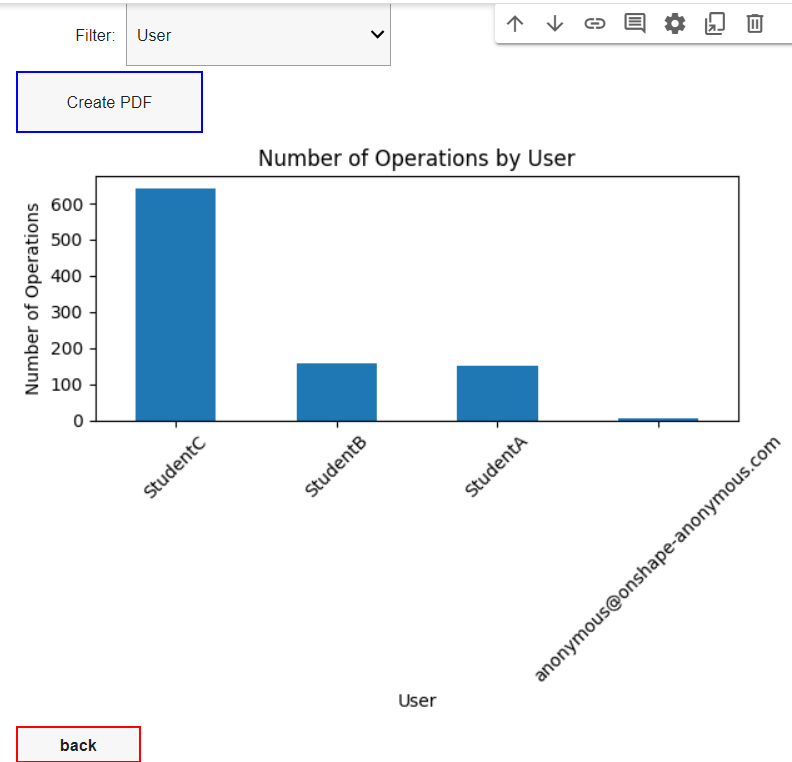 Filter: User
Create PDF
Number of Operations by User
Number of Operations
600
500
400
300
200
100
0
StudentC
StudentB
StudentA
anonymous@onshape-anonymous.com
User
back